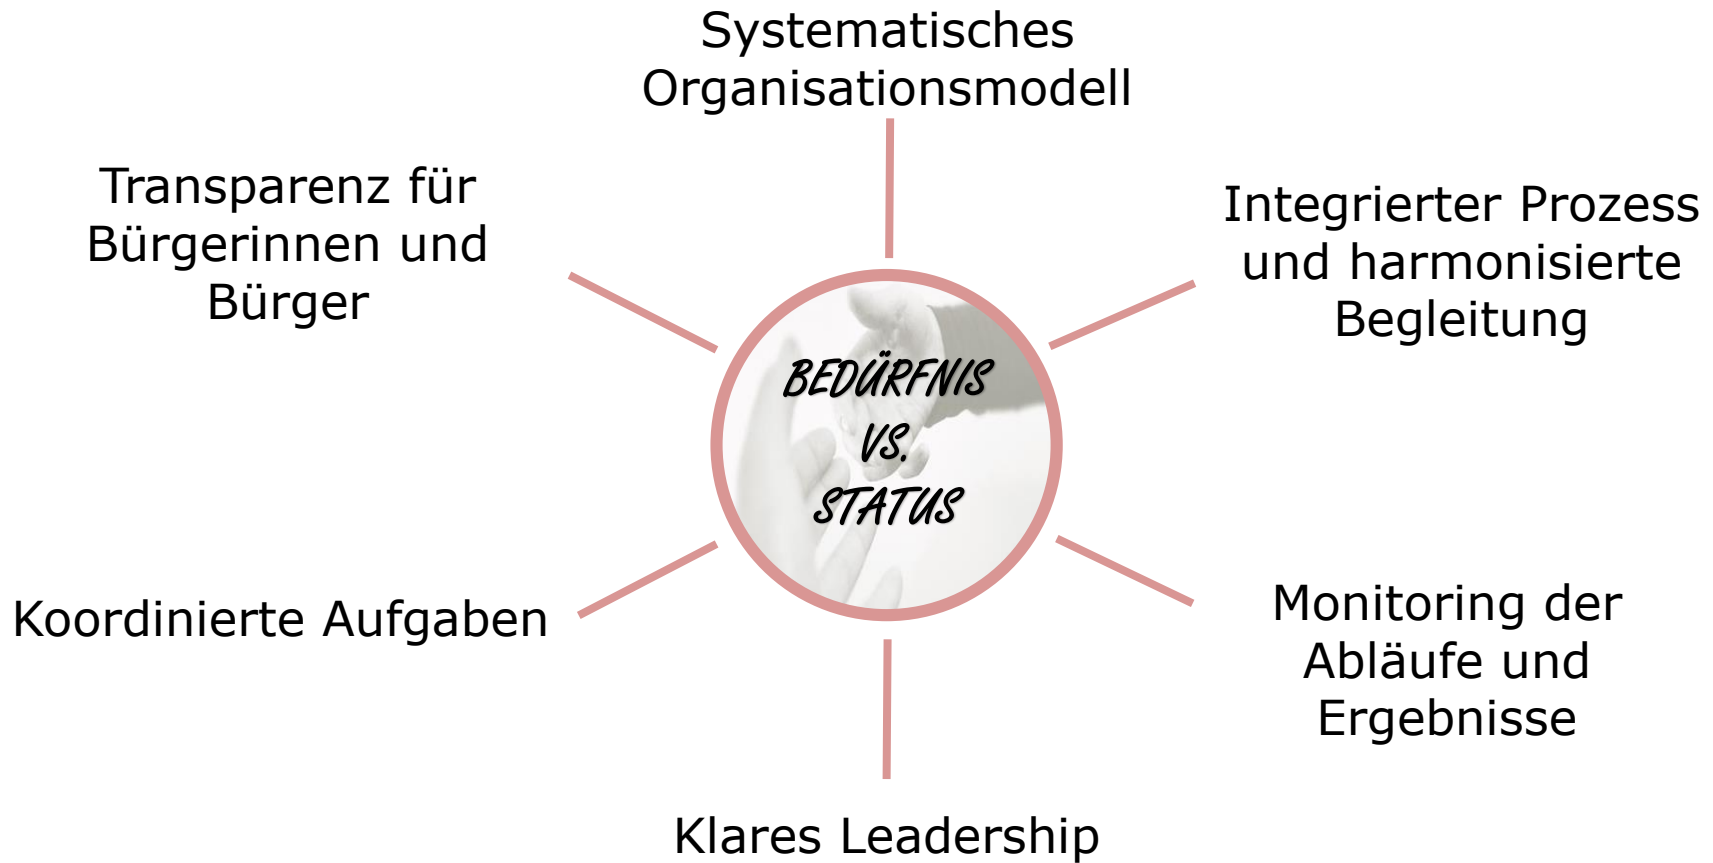 Systematisches
Organisationsmodell
Transparenz für
Bürgerinnen und
Bürger
Integrierter Prozess
und harmonisierte
Begleitung
BEDÜRFNIS
VS.
STATUS
Koordinierte Aufgaben
Monitoring der
Abläufe und
Ergebnisse
Klares Leadership